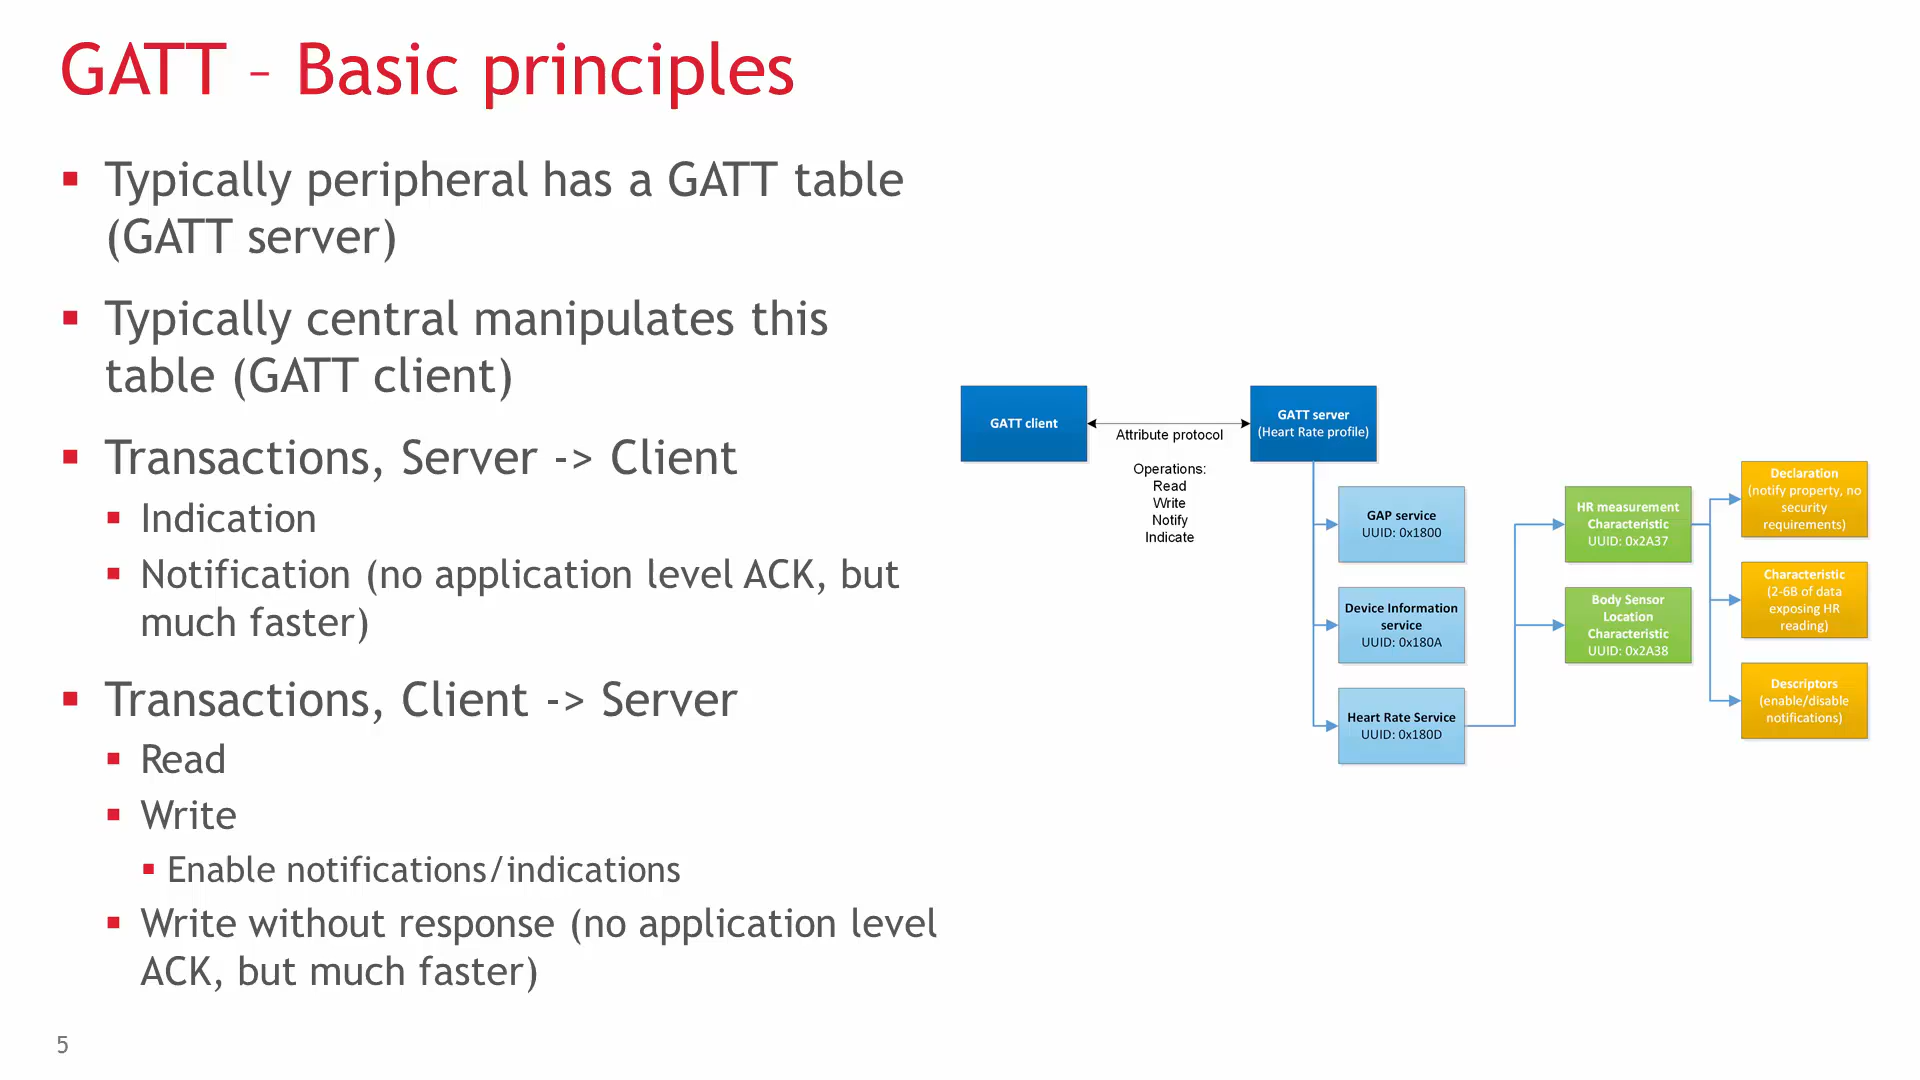 GATT – Basic principles
Typically peripheral has a GATT table
(GATT server)
Typically central manipulates this
table (GATT client)
Transactions, Server -> Client
Indication
Notification (no application level ACK, but
much faster)
Transactions, Client -> Server
Read
Write
Enable notifications/indications
Write without response (no application level
ACK, but much faster)
GATT client
Attribute protocol
Operations:
Read
Write
Notify
Indicate
GATT server
(Heart Rate profile)
GAP service
UUID: 0x1800
Device Information
service
UUID: 0x180A
Heart Rate Service
UUID: 0x180D
HR measurement
Characteristic
UUID: 0x2A37
Body Sensor
Location
Characteristic
UUID: 0x2A38
Declaration
(notify property, no
security
requirements)
Characteristic
(2-6B of data
exposing HR
reading)
Descriptors
(enable/disable
notifications)
5